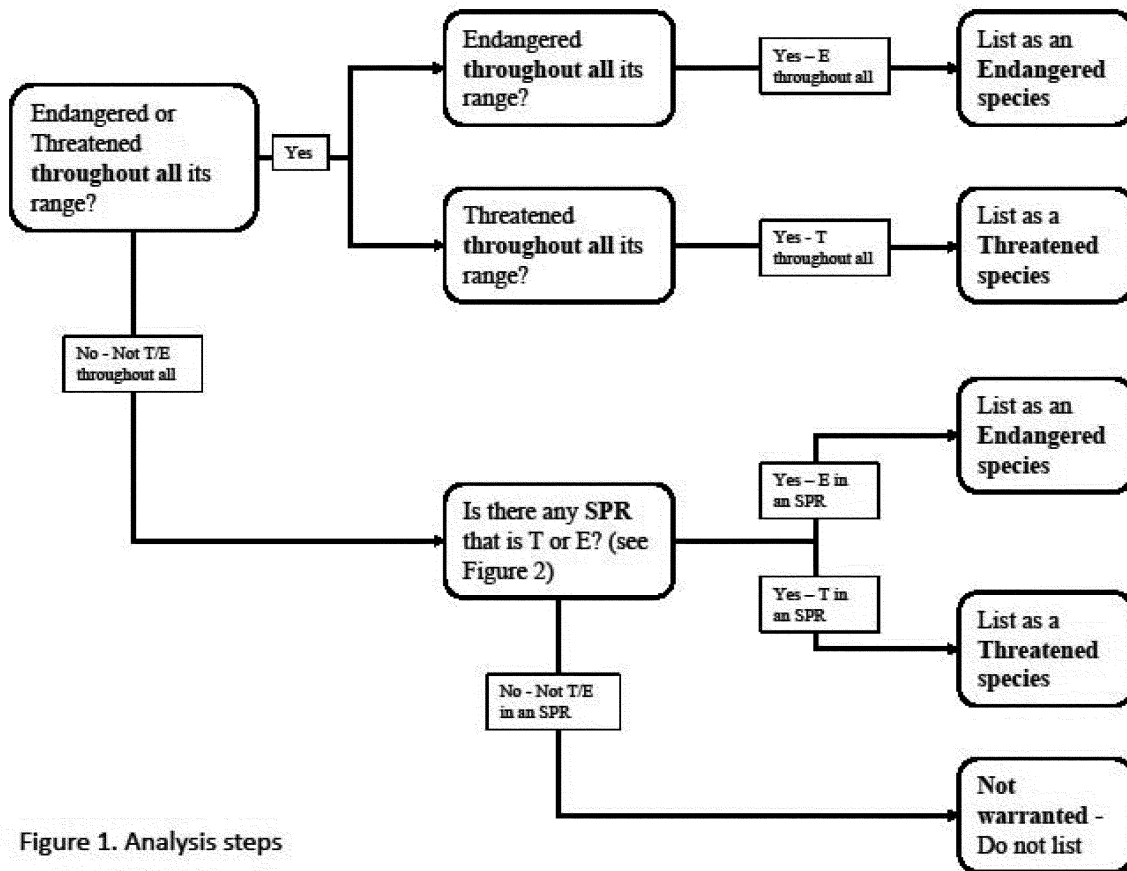 Endangered or
Threatened
throughout all its
range?
Yes
Endangered
throughout all its
range?
Yes – E
throughout all
List as an
Endangered
species
Threatened
throughout all its
range?
Yes - T
throughout all
List as a
Threatened
species
No - Not T/E
throughout all
Is there any SPR
that is T or E? (see
Figure 2)
Yes – E in
an SPR
List as an
Endangered
species
Yes – T in
an SPR
List as a
Threatened
species
No - Not T/E
in an SPR
Not
warranted -
Do not list
Figure 1. Analysis steps